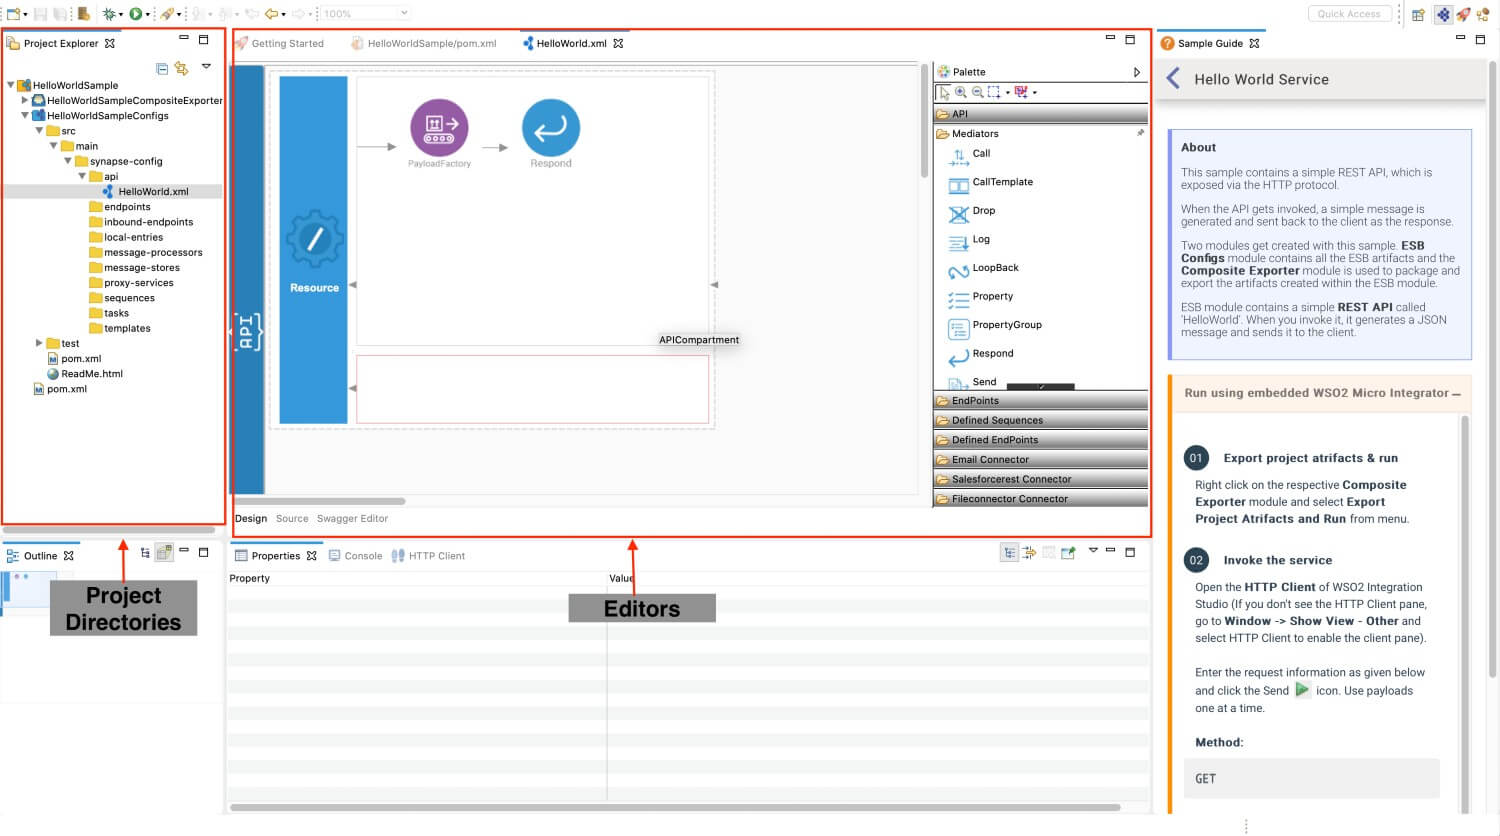 100%
Quick Access
Project Explorer
HelloWorldSample
HelloWorldSampleCompositeExporter
HelloWorldSampleConfigs
src
main
synapse-config
api
HelloWorld.xml
endpoints
inbound-endpoints
local-entries
message-processors
message-stores
proxy-services
sequences
tasks
templates
test
pom.xml
ReadMe.html
pom.xml
Getting Started
HelloWorldSample/pom.xml
HelloWorld.xml
{API}
Resource
PayloadFactory
Respond
APICompartment
Palette
API
Mediators
Call
CallTemplate
Drop
Log
LoopBack
Property
PropertyGroup
Respond
Send
EndPoints
Defined Sequences
Defined EndPoints
Email Connector
Salesforcerest Connector
Fileconnector Connector
Design Source Swagger Editor
Outline
Project
Directories
Properties Console HTTP Client
Property Value
Editors
Sample Guide
Hello World Service
About
This sample contains a simple REST API, which is
exposed via the HTTP protocol.
When the API gets invoked, a simple message is
generated and sent back to the client as the response.
Two modules get created with this sample. ESB
Configs module contains all the ESB artifacts and the
Composite Exporter module is used to package and
export the artifacts created within the ESB module.
ESB module contains a simple REST API called
'HelloWorld'. When you invoke it, it generates a JSON
message and sends it to the client.
Run using embedded WSO2 Micro Integrator
01 Export project atrifacts & run
Right click on the respective Composite
Exporter module and select Export
Project Atrifacts and Run from menu.
02 Invoke the service
Open the HTTP Client of WSO2 Integration
Studio (If you don't see the HTTP Client pane,
go to Window -> Show View - Other and
select HTTP Client to enable the client pane).
Enter the request information as given below
and click the Send icon. Use payloads
one at a time.
Method:
GET